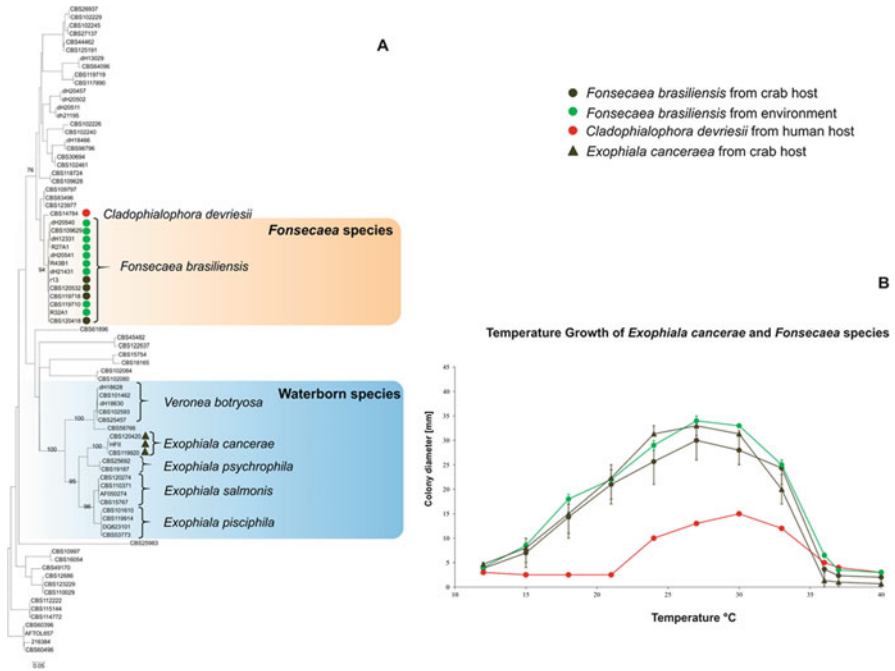 CBS26937
CBS102229
CBS102245
CBS27137
CBS44462
CBS125191
dH13029
CBS64096
CBS119719
CBS117890
dH20457
dH20502
dH20511
dh21195
CBS102226
CBS102240
dH18466
CBS98796
CBS30694
CBS102461
CBS118724
CBS109628
76
CBS109797
CBS83496
CBS123977
CBS14784
dH20540
CBS109629
dH12331
R27A1
dH20541
R43B1
dH21431
94
r13
CBS120532
CBS119718
CBS119710
R32A1
CBS120418
CBS61896
A
Cladophialophora devriesii
Fonsecaea species
Fonsecaea brasiliensis
CBS45482
CBS122637
CBS15754
CBS16165
CBS102084
CBS102080
dH18628
CBS101462
dH18630
CBS102593
CBS25457
CBS58766
CBS120420
HFII
CBS119920
CBS25692
CBS19187
CBS120274
CBS110371
AF050274
CBS15767
CBS101610
CBS119914
DQ623101
CBS53773
CBS25983
100
100
100
95
98
Waterborn species
Veronea botryosa
Exophiala cancerae
Exophiala psychrophila
Exophiala salmonis
Exophiala pisciphila
CBS10997
CBS16054
CBS49170
CBS12686
CBS123229
CBS110029
CBS112222
CBS115144
CBS114772
CBS60396
AFTOL657
216384
CBS60496
0.05
Fonsecaea brasiliensis from crab host
Fonsecaea brasiliensis from environment
Cladophialophora devriesii from human host
Exophiala canceraea from crab host
B
Temperature Growth of Exophiala cancerae and Fonsecaea species
Colony diameter [mm]
45
40
35
30
25
20
15
10
5
0
10
15
20
25
30
35
40
Temperature °C